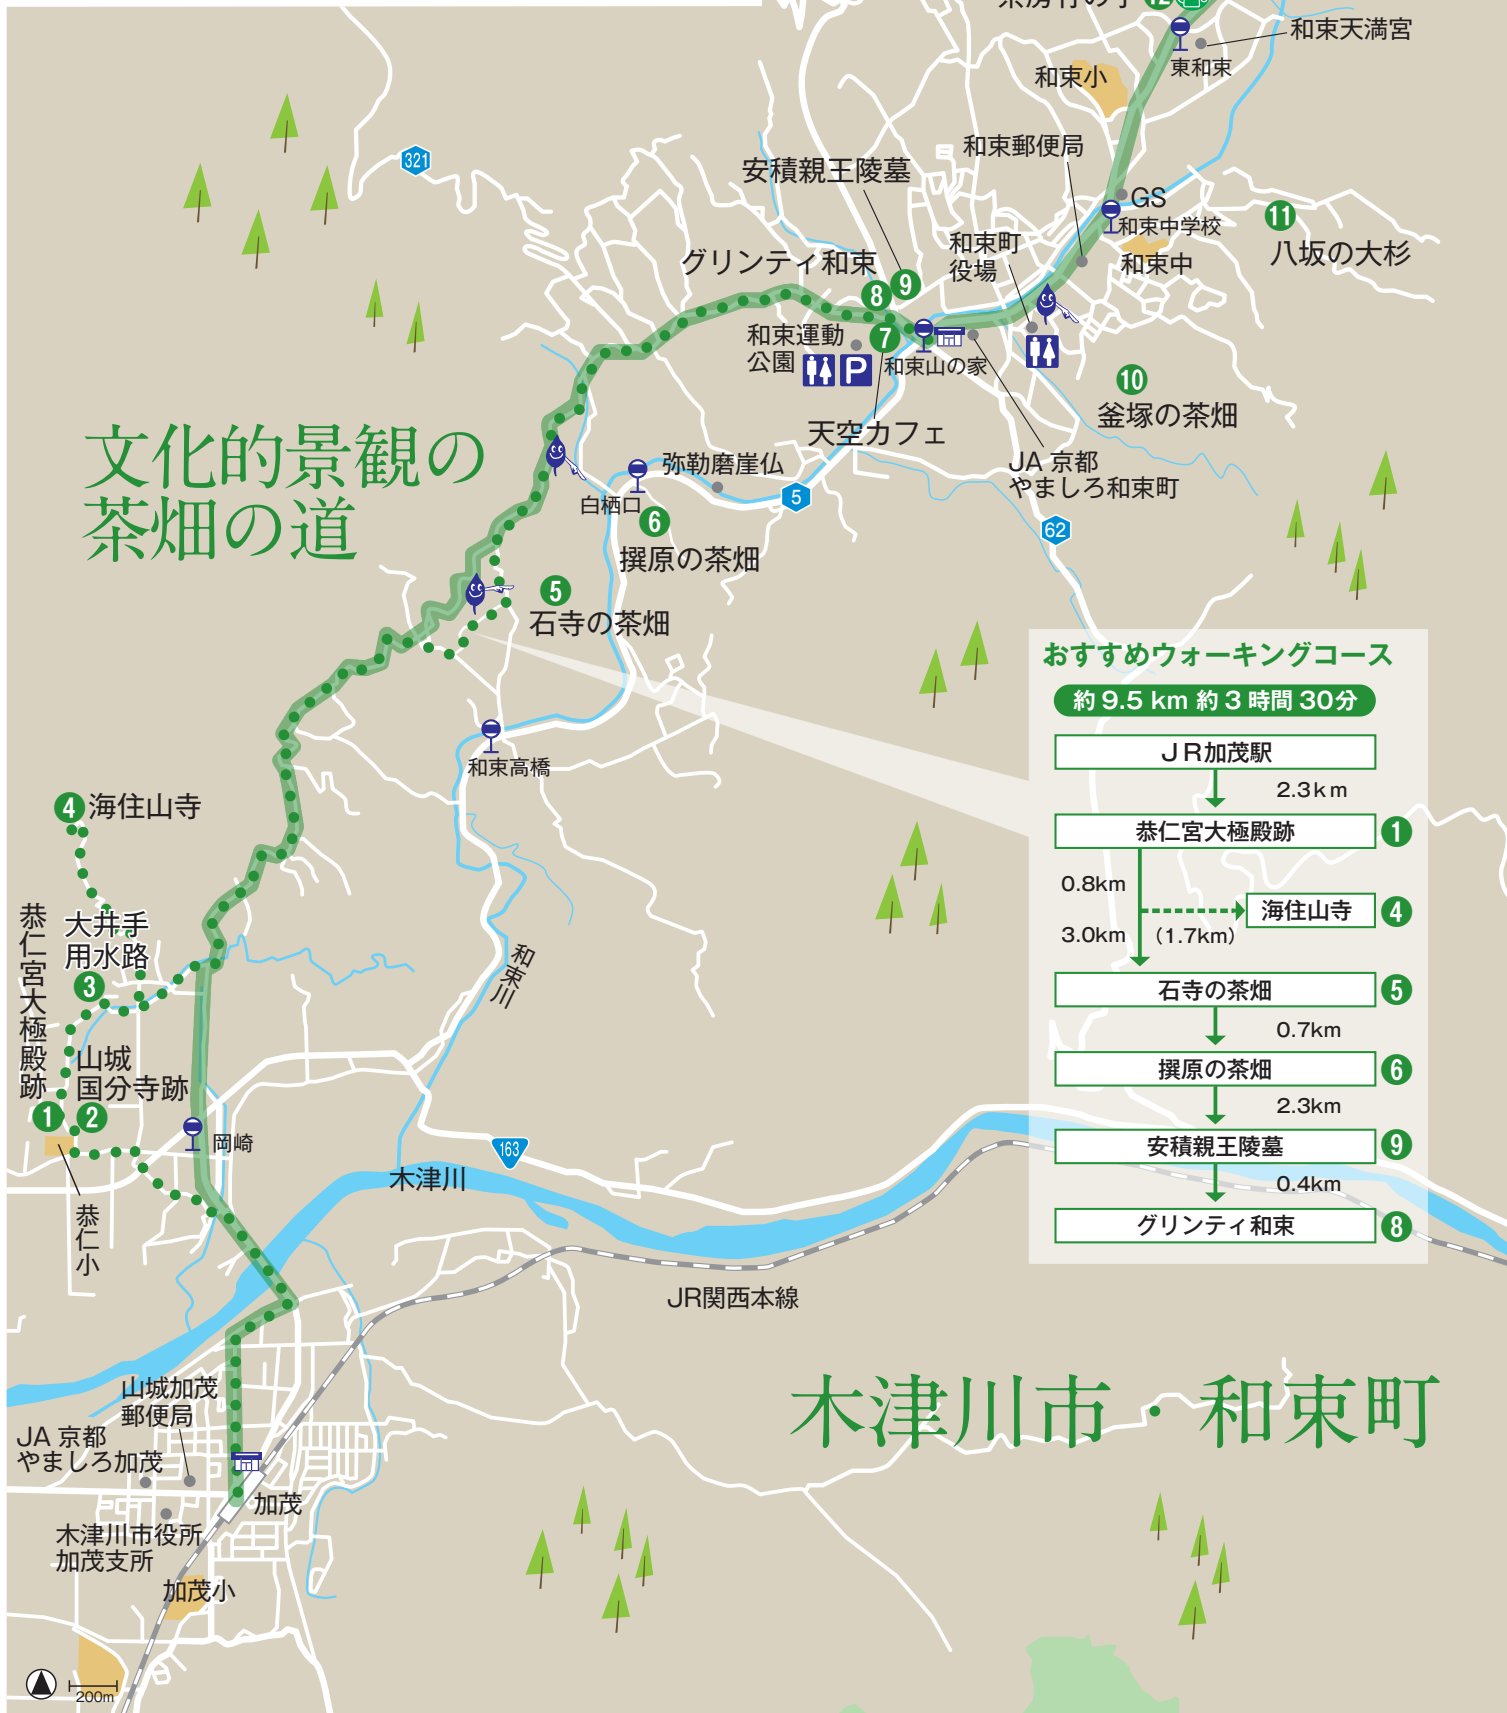 12
和束天満宮
東和束
和束小
和束郵便局
321
安積親王陵墓
GS
和束中学校
11
八坂の大杉
和束中
和束町
役場
グリンティ和束
8
9
7
和束運動
公園
P
和束山の家
10
釜塚の茶畑
天空カフェ
JA 京都
やましろ和束町
文化的景観の
茶畑の道
弥勒磨崖仏
5
白栖口
6
撰原の茶畑
62
5
石寺の茶畑
和束高橋
4
海住山寺
大井手
用水路
3
恭仁宮大極殿跡
山城
国分寺跡
1
2
岡崎
恭仁小
和束川
163
木津川
JR関西本線
おすすめウォーキングコース
約 9.5 km 約 3 時間 30分
JR加茂駅
2.3km
恭仁宮大極殿跡
1
0.8km
海住山寺
4
3.0km
(1.7km)
石寺の茶畑
5
0.7km
撰原の茶畑
6
2.3km
安積親王陵墓
9
0.4km
グリンティ和束
8
木津川市・和束町
山城加茂
郵便局
JA 京都
やましろ加茂
加茂
木津川市役所
加茂支所
加茂小
200m